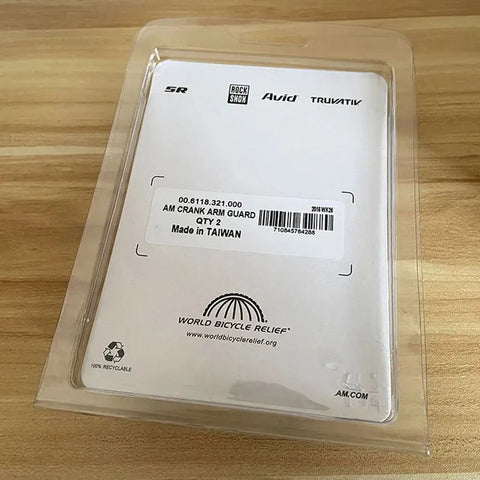 SR
ROCK
SHOX
Avid
TRUVATIV
00.6118.321.000
AM CRANK ARM GUARD
QTY 2
Made in TAIWAN
2016 WK26
710845784288
WORLD BICYCLE RELIEF®
www.worldbicyclerelief.org
100% RECYCLABLE
.AM.COM